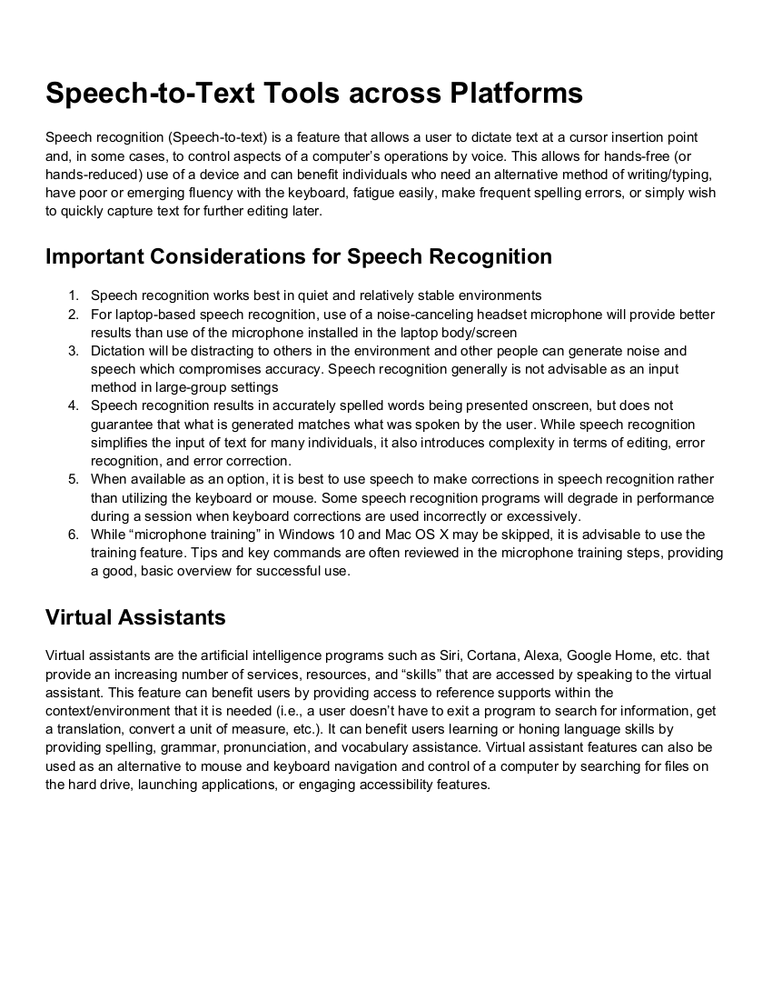 Speech-to-Text Tools across Platforms
Speech recognition (Speech-to-text) is a feature that allows a user to dictate text at a cursor insertion point
and, in some cases, to control aspects of a computer’s operations by voice. This allows for hands-free (or
hands-reduced) use of a device and can benefit individuals who need an alternative method of writing/typing,
have poor or emerging fluency with the keyboard, fatigue easily, make frequent spelling errors, or simply wish
to quickly capture text for further editing later.
Important Considerations for Speech Recognition
1. Speech recognition works best in quiet and relatively stable environments
2. For laptop-based speech recognition, use of a noise-canceling headset microphone will provide better
results than use of the microphone installed in the laptop body/screen
3. Dictation will be distracting to others in the environment and other people can generate noise and
speech which compromises accuracy. Speech recognition generally is not advisable as an input
method in large-group settings
4. Speech recognition results in accurately spelled words being presented onscreen, but does not
guarantee that what is generated matches what was spoken by the user. While speech recognition
simplifies the input of text for many individuals, it also introduces complexity in terms of editing, error
recognition, and error correction.
5. When available as an option, it is best to use speech to make corrections in speech recognition rather
than utilizing the keyboard or mouse. Some speech recognition programs will degrade in performance
during a session when keyboard corrections are used incorrectly or excessively.
6. While “microphone training” in Windows 10 and Mac OS X may be skipped, it is advisable to use the
training feature. Tips and key commands are often reviewed in the microphone training steps, providing
a good, basic overview for successful use.
Virtual Assistants
Virtual assistants are the artificial intelligence programs such as Siri, Cortana, Alexa, Google Home, etc. that
provide an increasing number of services, resources, and “skills” that are accessed by speaking to the virtual
assistant. This feature can benefit users by providing access to reference supports within the
context/environment that it is needed (i.e., a user doesn’t have to exit a program to search for information, get
a translation, convert a unit of measure, etc.). It can benefit users learning or honing language skills by
providing spelling, grammar, pronunciation, and vocabulary assistance. Virtual assistant features can also be
used as an alternative to mouse and keyboard navigation and control of a computer by searching for files on
the hard drive, launching applications, or engaging accessibility features.